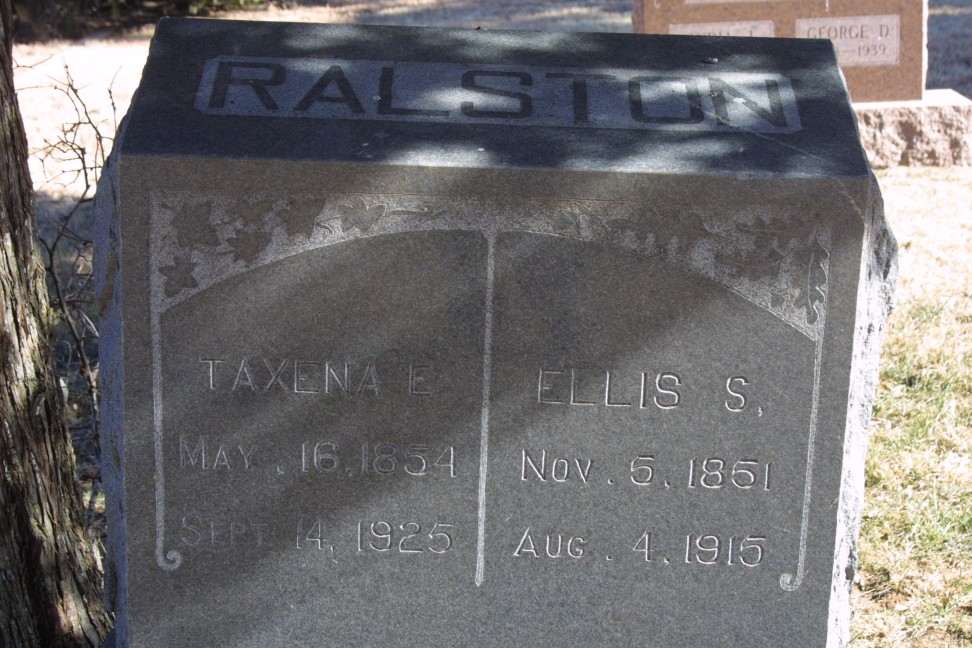 RALSTON
TAXENA E
MAY. 16, 1854
SEPT. 14, 1925
ELLIS S,
NOV. 5, 1851
AUG. 4, 1915
GEORGE D
1939